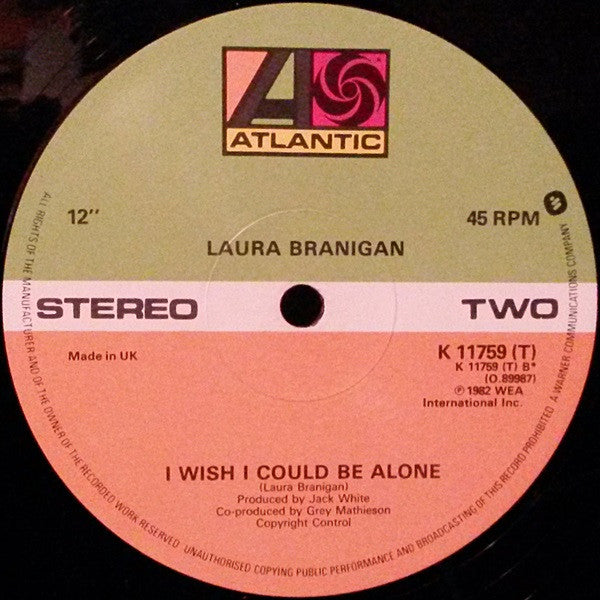 ATLANTIC
12"
45 RPM
LAURA BRANIGAN
STEREO
TWO
Made in UK
K 11759 (T)
K 11759 (T) B*
(O.89987)
℗ 1982 WEA
International Inc.
I WISH I COULD BE ALONE
(Laura Branigan)
Produced by Jack White
Co-produced by Grey Mathieson
Copyright Control
ALL RIGHTS OF THE MANUFACTURER AND OF THE OWNER OF THE RECORDED WORK RESERVED UNAUTHORISED COPYING PUBLIC PERFORMANCE AND BROADCASTING OF THIS RECORD PROHIBITED A WARNER COMMUNICATIONS COMPANY